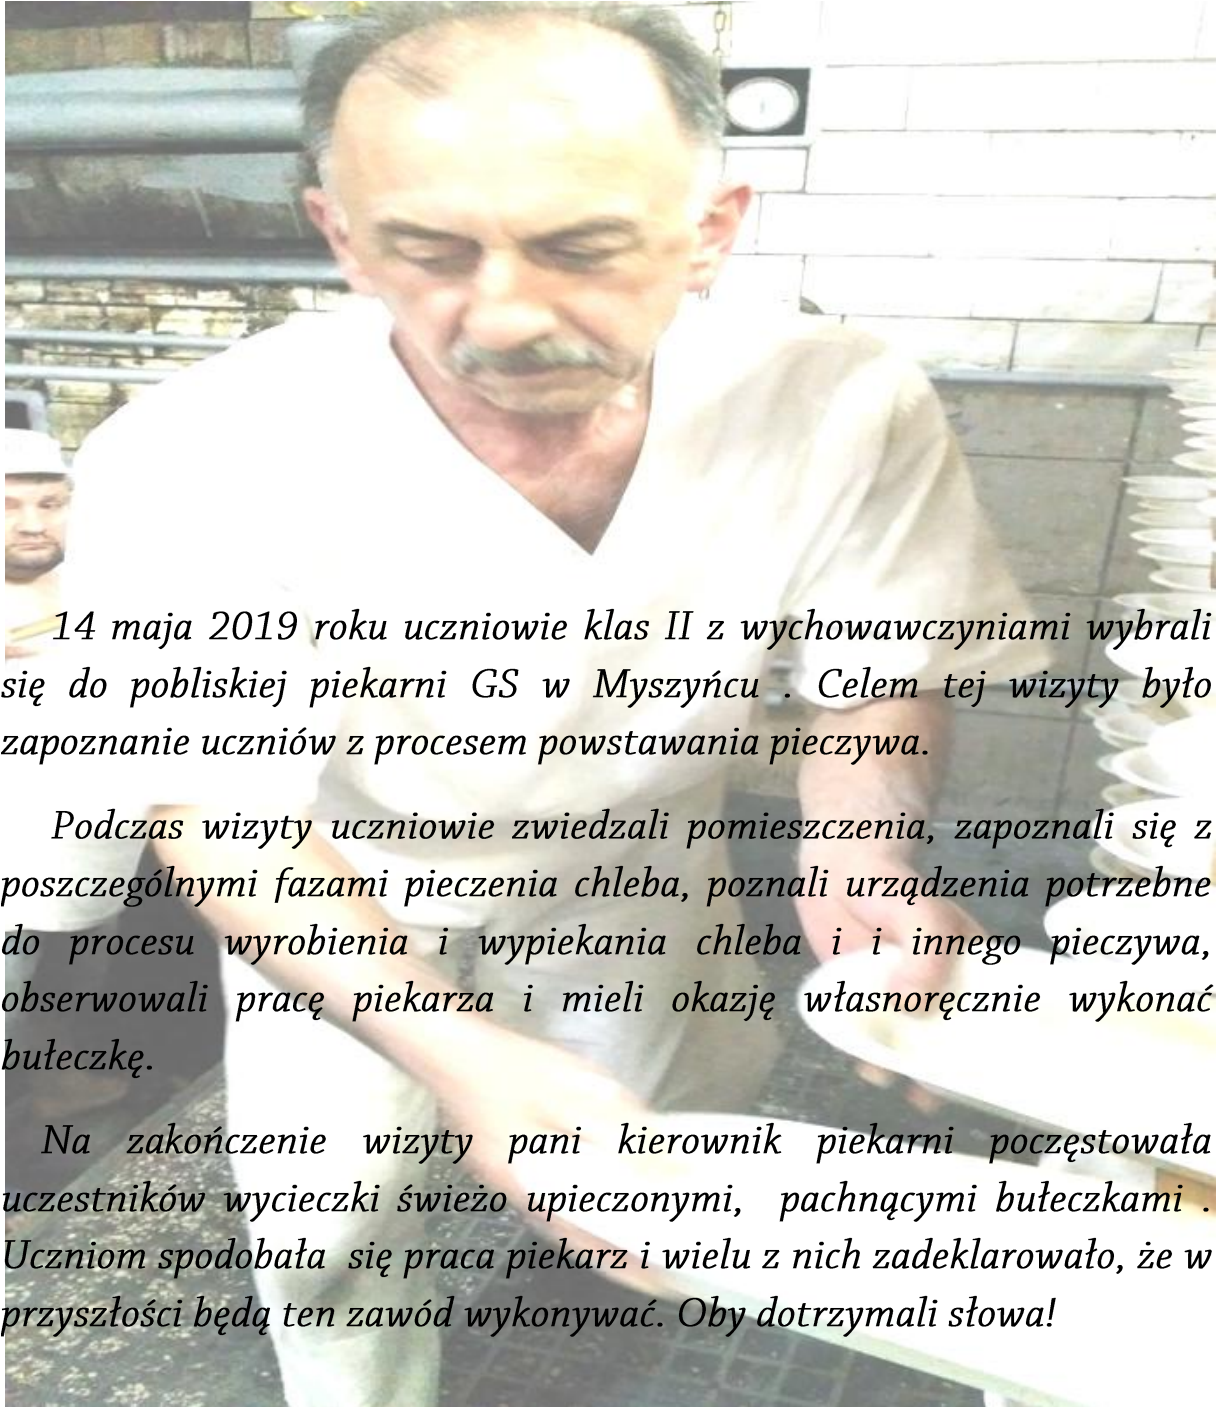 14 maja 2019 roku uczniowie klas II z wychowawczyniami wybrali
się do pobliskiej piekarni GS w Myszyńcu . Celem tej wizyty było
zapoznanie uczniów z procesem powstawania pieczywa.
Podczas wizyty uczniowie zwiedzali pomieszczenia, zapoznali się z
poszczególnymi fazami pieczenia chleba, poznali urządzenia potrzebne
do procesu wyrobienia i wypiekania chleba i i innego pieczywa,
obserwowali pracę piekarza i mieli okazję własnoręcznie wykonać
bułeczkę.
Na zakończenie wizyty pani kierownik piekarni poczęstowała
uczestników wycieczki świeżo upieczonymi, pachnącymi bułeczkami .
Uczniom spodobała się praca piekarz i wielu z nich zadeklarowało, że w
przyszłości będą ten zawód wykonywać. Oby dotrzymali słowa!